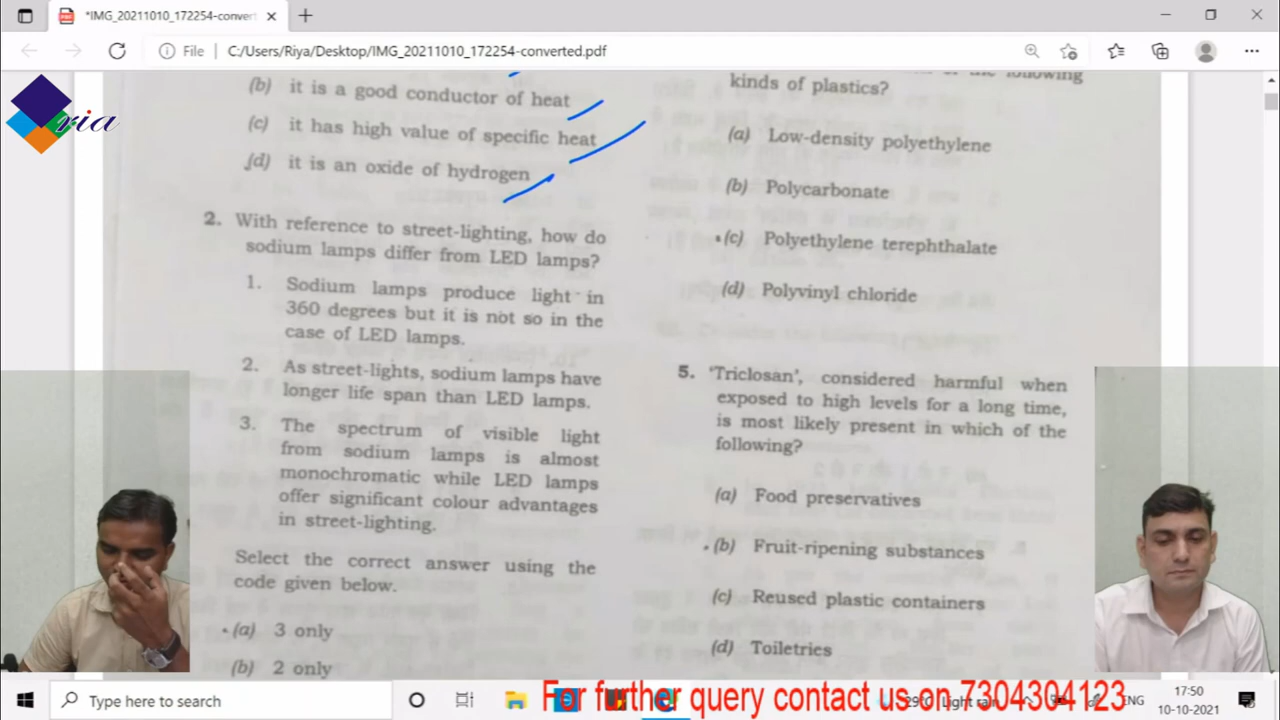 *IMG_20211010_172254-convert
File
C:/Users/Riya/Desktop/IMG_20211010_172254-converted.pdf
ria
(b) it is a good conductor of heat
(c) it has high value of specific heat
(d) it is an oxide of hydrogen
2. With reference to street-lighting, how do
sodium lamps differ from LED lamps?
1. Sodium lamps produce light in
360 degrees but it is not so in the
case of LED lamps.
2. As street-lights, sodium lamps have
longer life span than LED lamps.
3. The spectrum of visible light
from sodium lamps is almost
monochromatic while LED lamps
offer significant colour advantages
in street-lighting.
Select the correct answer using the
code given below.
(a) 3 only
(b) 2 only
following
kinds of plastics?
(a) Low-density polyethylene
(b) Polycarbonate
(c) Polyethylene terephthalate
(d) Polyvinyl chloride
5. 'Triclosan', considered harmful when
exposed to high levels for a long time,
is most likely present in which of the
following?
(a) Food preservatives
(b) Fruit-ripening substances
(c) Reused plastic containers
(d) Toiletries
Type here to search
For further query contact us on 7304304123
29°C Light rain
ENG
17:50
10-10-2021